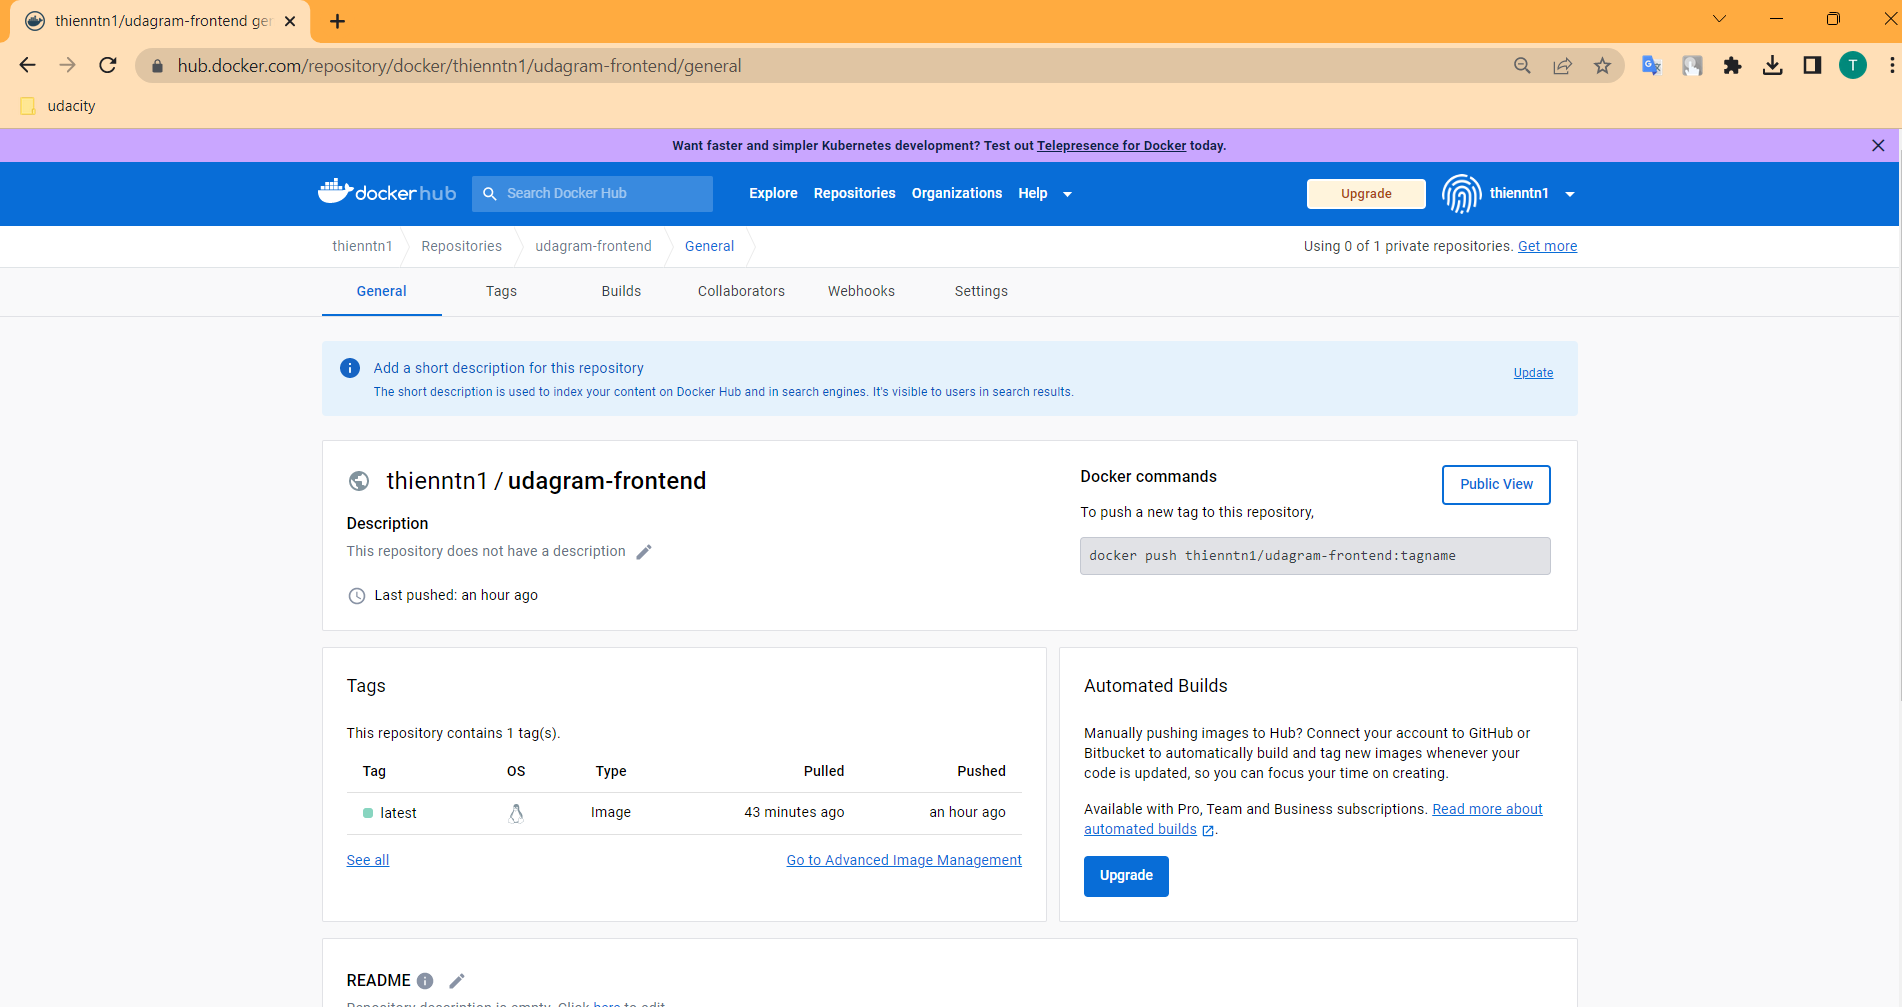 thienntn1/udagram-frontend ger
hub.docker.com/repository/docker/thienntn1/udagram-frontend/general
T
udacity
Want faster and simpler Kubernetes development? Test out Telepresence for Docker today.
docker hub
Search Docker Hub
Explore
Repositories
Organizations
Help
Upgrade
thienntn1
thienntn1
Repositories
udagram-frontend
General
Using 0 of 1 private repositories. Get more
General
Tags
Builds
Collaborators
Webhooks
Settings
Add a short description for this repository
The short description is used to index your content on Docker Hub and in search engines. It's visible to users in search results.
Update
thienntn1 / udagram-frontend
Description
This repository does not have a description
Last pushed: an hour ago
Docker commands
Public View
To push a new tag to this repository,
docker push thienntn1/udagram-frontend:tagname
Tags
This repository contains 1 tag(s).
Tag OS Type Pulled Pushed
latest Image 43 minutes ago an hour ago
See all
Go to Advanced Image Management
Automated Builds
Manually pushing images to Hub? Connect your account to GitHub or
Bitbucket to automatically build and tag new images whenever your
code is updated, so you can focus your time on creating.
Available with Pro, Team and Business subscriptions. Read more about
automated builds .
Upgrade
README
Repository description is empty. Click here to edit.